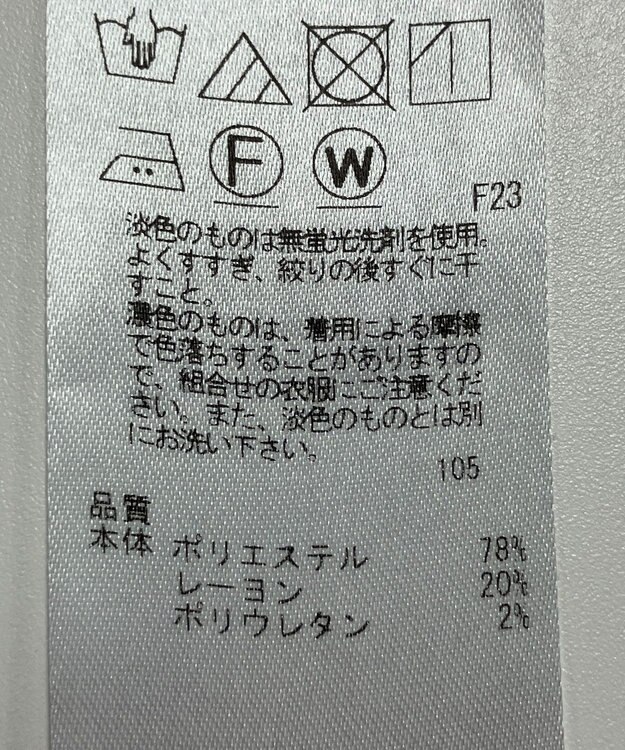 F
W
F23
淡色のものは無蛍光洗剤を使用。
よくすすぎ、絞りの後すぐに干
すこと。
濃色のものは、着用による摩擦
で色落ちすることがありますの
で、組合せの衣服にご注意くだ
さい。また、淡色のものとは別
にお洗い下さい。
105
品質
本体 ポリエステル 78%
レーヨン 20%
ポリウレタン 2%